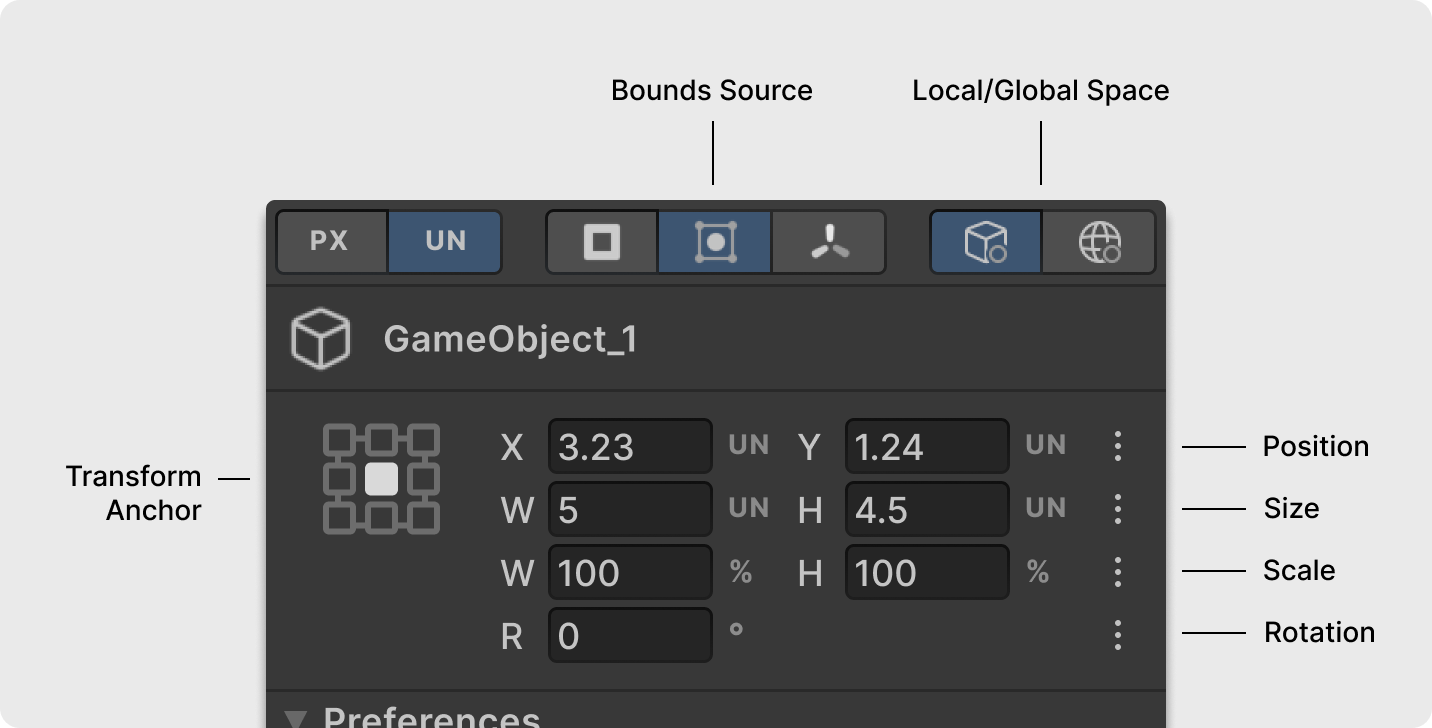 Bounds Source
Local/Global Space
PX UN
GameObject_1
Transform
Anchor
X 3.23 UN Y 1.24 UN
Position
W 5 UN H 4.5 UN
Size
W 100 % H 100 %
Scale
R 0 °
Rotation
Preferences